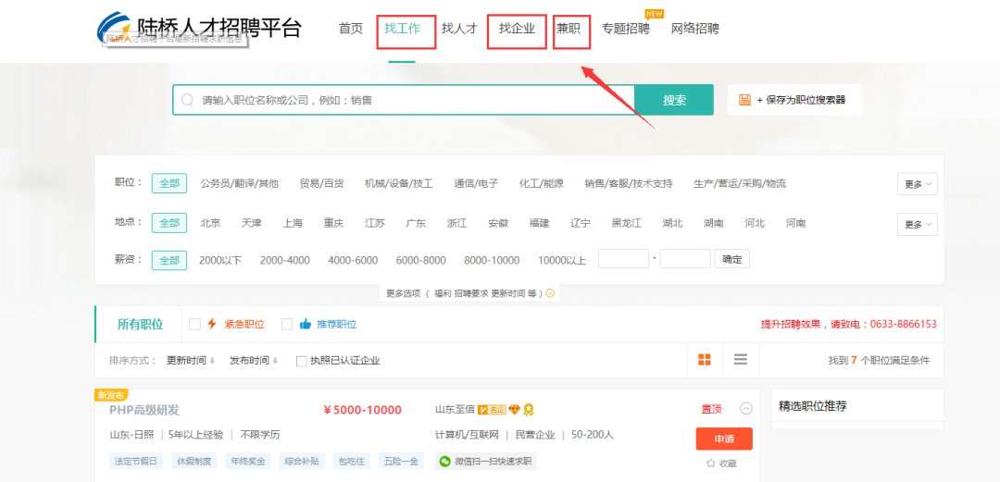 陆桥人才招聘平台
陆桥人才招聘平台最新招聘求职信息
首页 找工作 找人才 找企业 兼职 专题招聘 NEW 网络招聘
请输入职位名称或公司，例如：销售 搜索 + 保存为职位搜索器
职位： 全部 公务员/翻译/其他 贸易/百货 机械/设备/技工 通信/电子 化工/能源 销售/客服/技术支持 生产/营运/采购/物流 更多
地点： 全部 北京 天津 上海 重庆 江苏 广东 浙江 安徽 福建 辽宁 黑龙江 湖北 湖南 河北 河南 更多
薪资： 全部 2000以下 2000-4000 4000-6000 6000-8000 8000-10000 10000以上 - 确定
更多选项 （ 福利 招聘要求 更新时间 等 ）
所有职位 紧急职位 推荐职位 提升招聘效果，请致电：0633-8866153
排序方式： 更新时间 发布时间 执照已认证企业 找到 7 个职位满足条件
新发布
PHP高级研发 ￥5000-10000 山东至信 名企 置顶 精选职位推荐
山东-日照 | 5年以上经验 | 不限学历 计算机/互联网 | 民营企业 | 50-200人 申请
法定节假日 休假制度 年终奖金 综合补贴 包吃住 五险一金 微信扫一扫快速求职 收藏